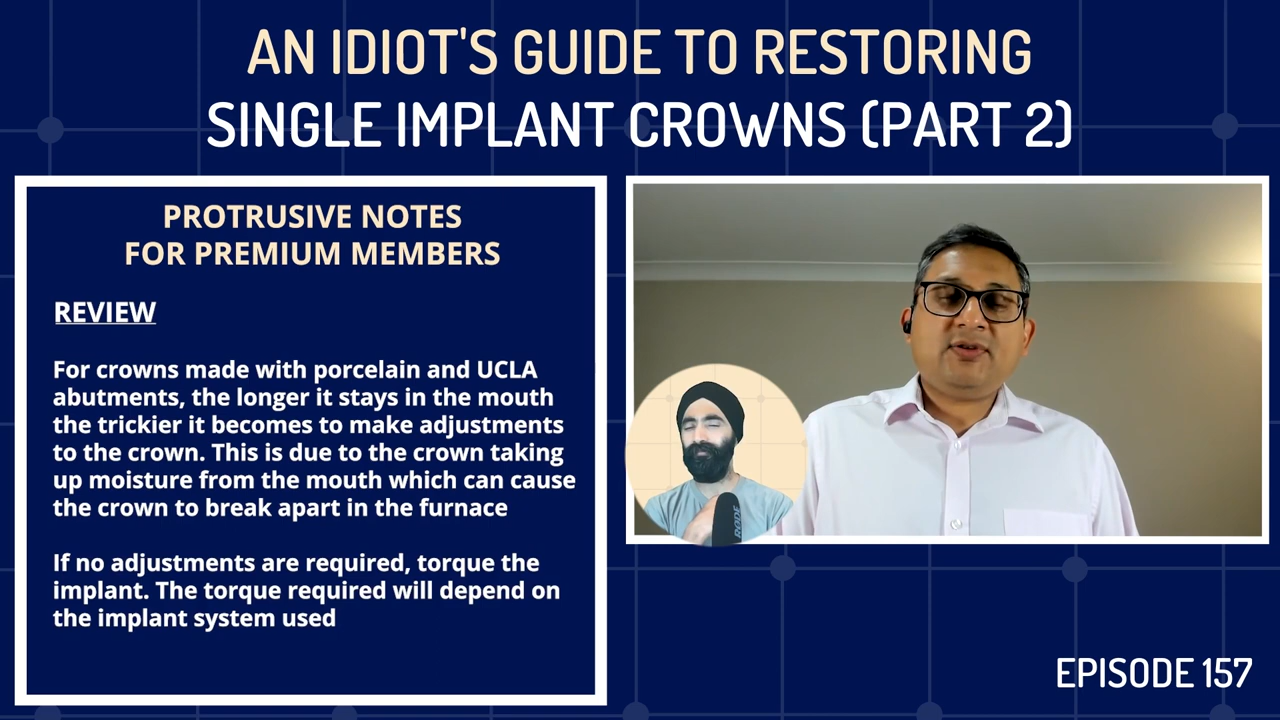 AN IDIOT'S GUIDE TO RESTORING
SINGLE IMPLANT CROWNS (PART 2)
PROTRUSIVE NOTES
FOR PREMIUM MEMBERS
REVIEW
For crowns made with porcelain and UCLA
abutments, the longer it stays in the mouth
the trickier it becomes to make adjustments
to the crown. This is due to the crown taking
up moisture from the mouth which can cause
the crown to break apart in the furnace
If no adjustments are required, torque the
implant. The torque required will depend on
the implant system used
RODE
EPISODE 157